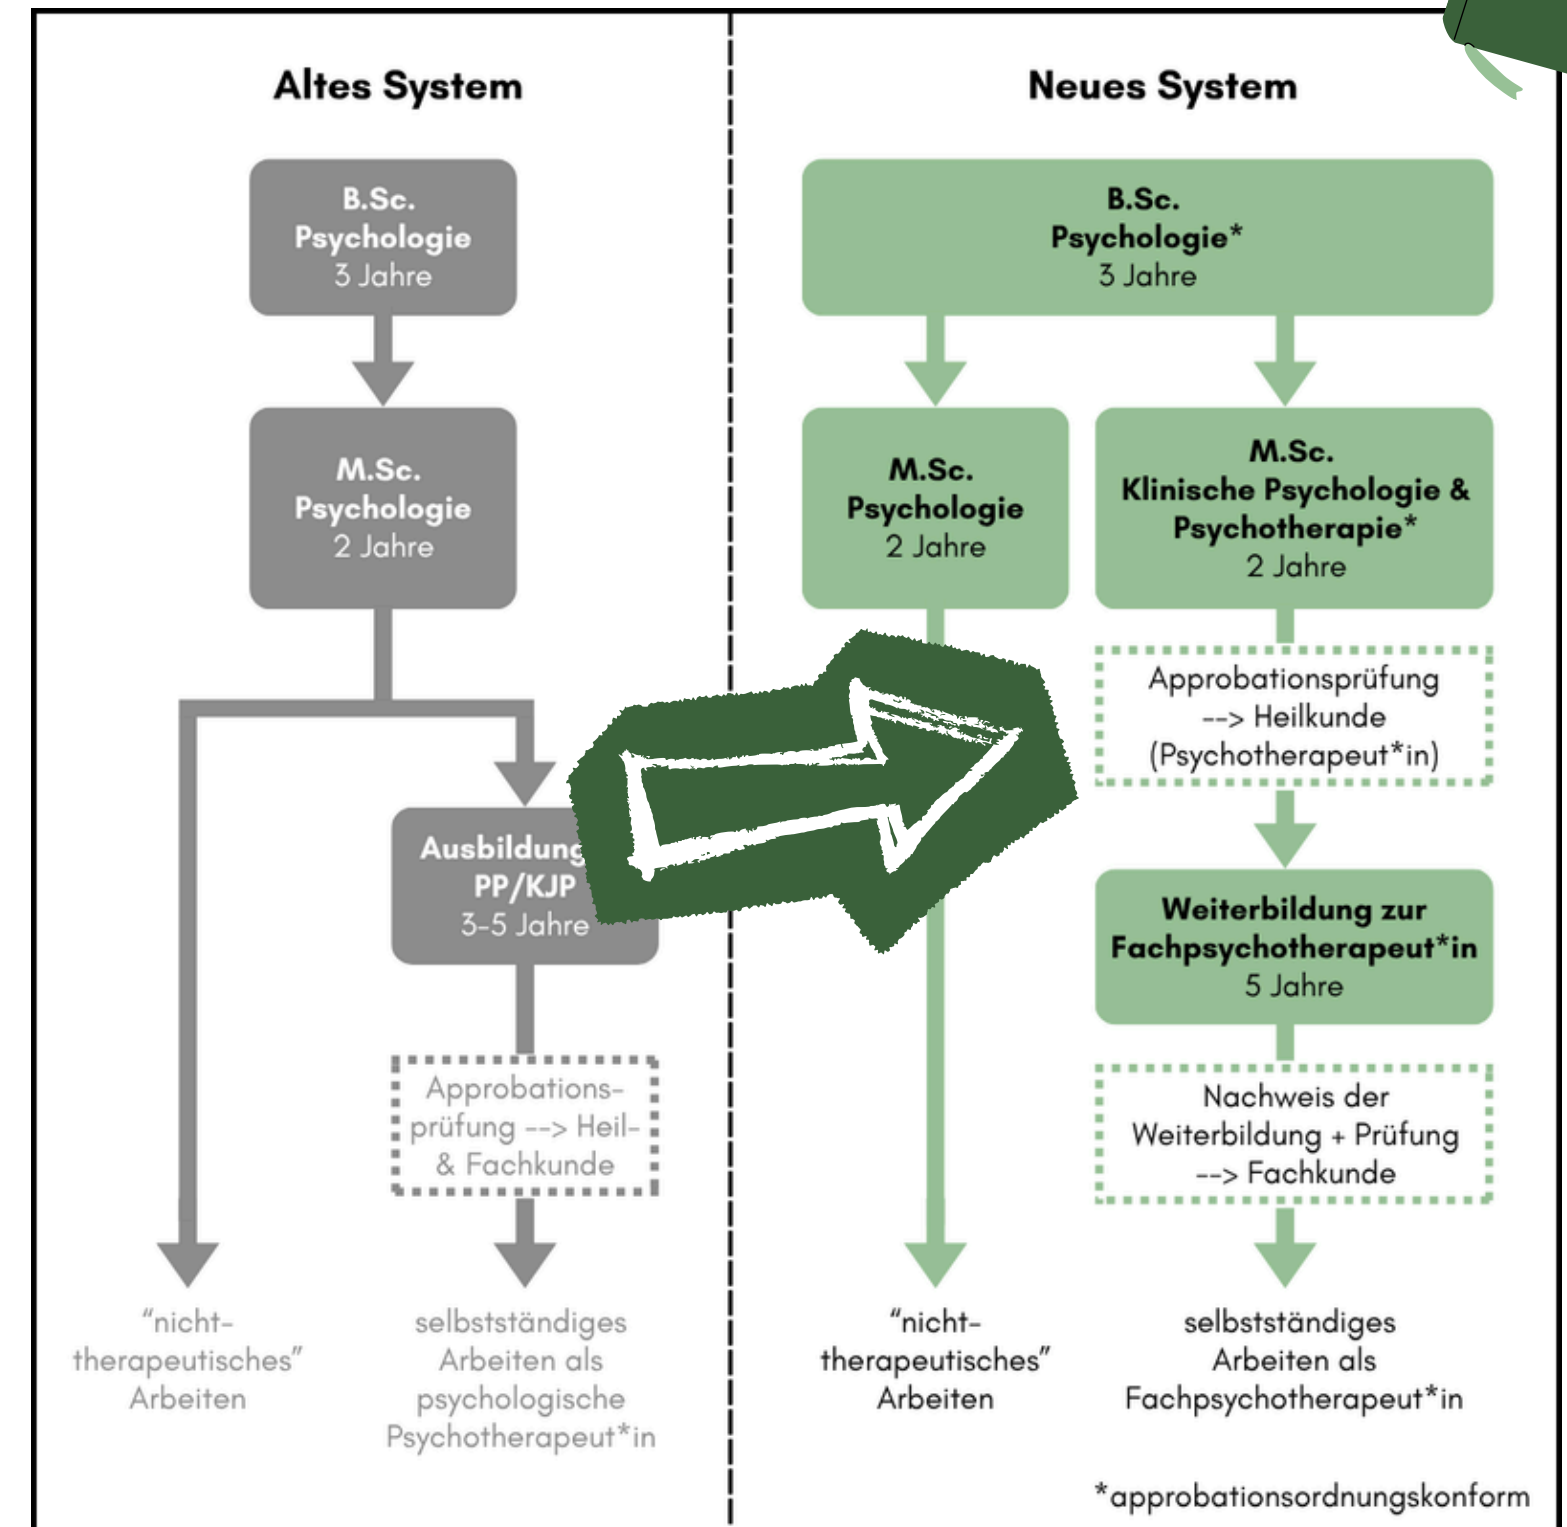 Altes System
B.Sc.
Psychologie
3 Jahre
M.Sc.
Psychologie
2 Jahre
Ausbildung
PP/KJP
3-5 Jahre
Approbations-
prüfung --> Heil-
& Fachkunde
“nicht-
therapeutisches”
Arbeiten
selbstständiges
Arbeiten als
psychologische
Psychotherapeut*in
Neues System
B.Sc.
Psychologie*
3 Jahre
M.Sc.
Psychologie
2 Jahre
M.Sc.
Klinische Psychologie &
Psychotherapie*
2 Jahre
Approbationsprüfung
--> Heilkunde
(Psychotherapeut*in)
Weiterbildung zur
Fachpsychotherapeut*in
5 Jahre
Nachweis der
Weiterbildung + Prüfung
--> Fachkunde
“nicht-
therapeutisches”
Arbeiten
selbstständiges
Arbeiten als
Fachpsychotherapeut*in
*approbationsordnungskonform